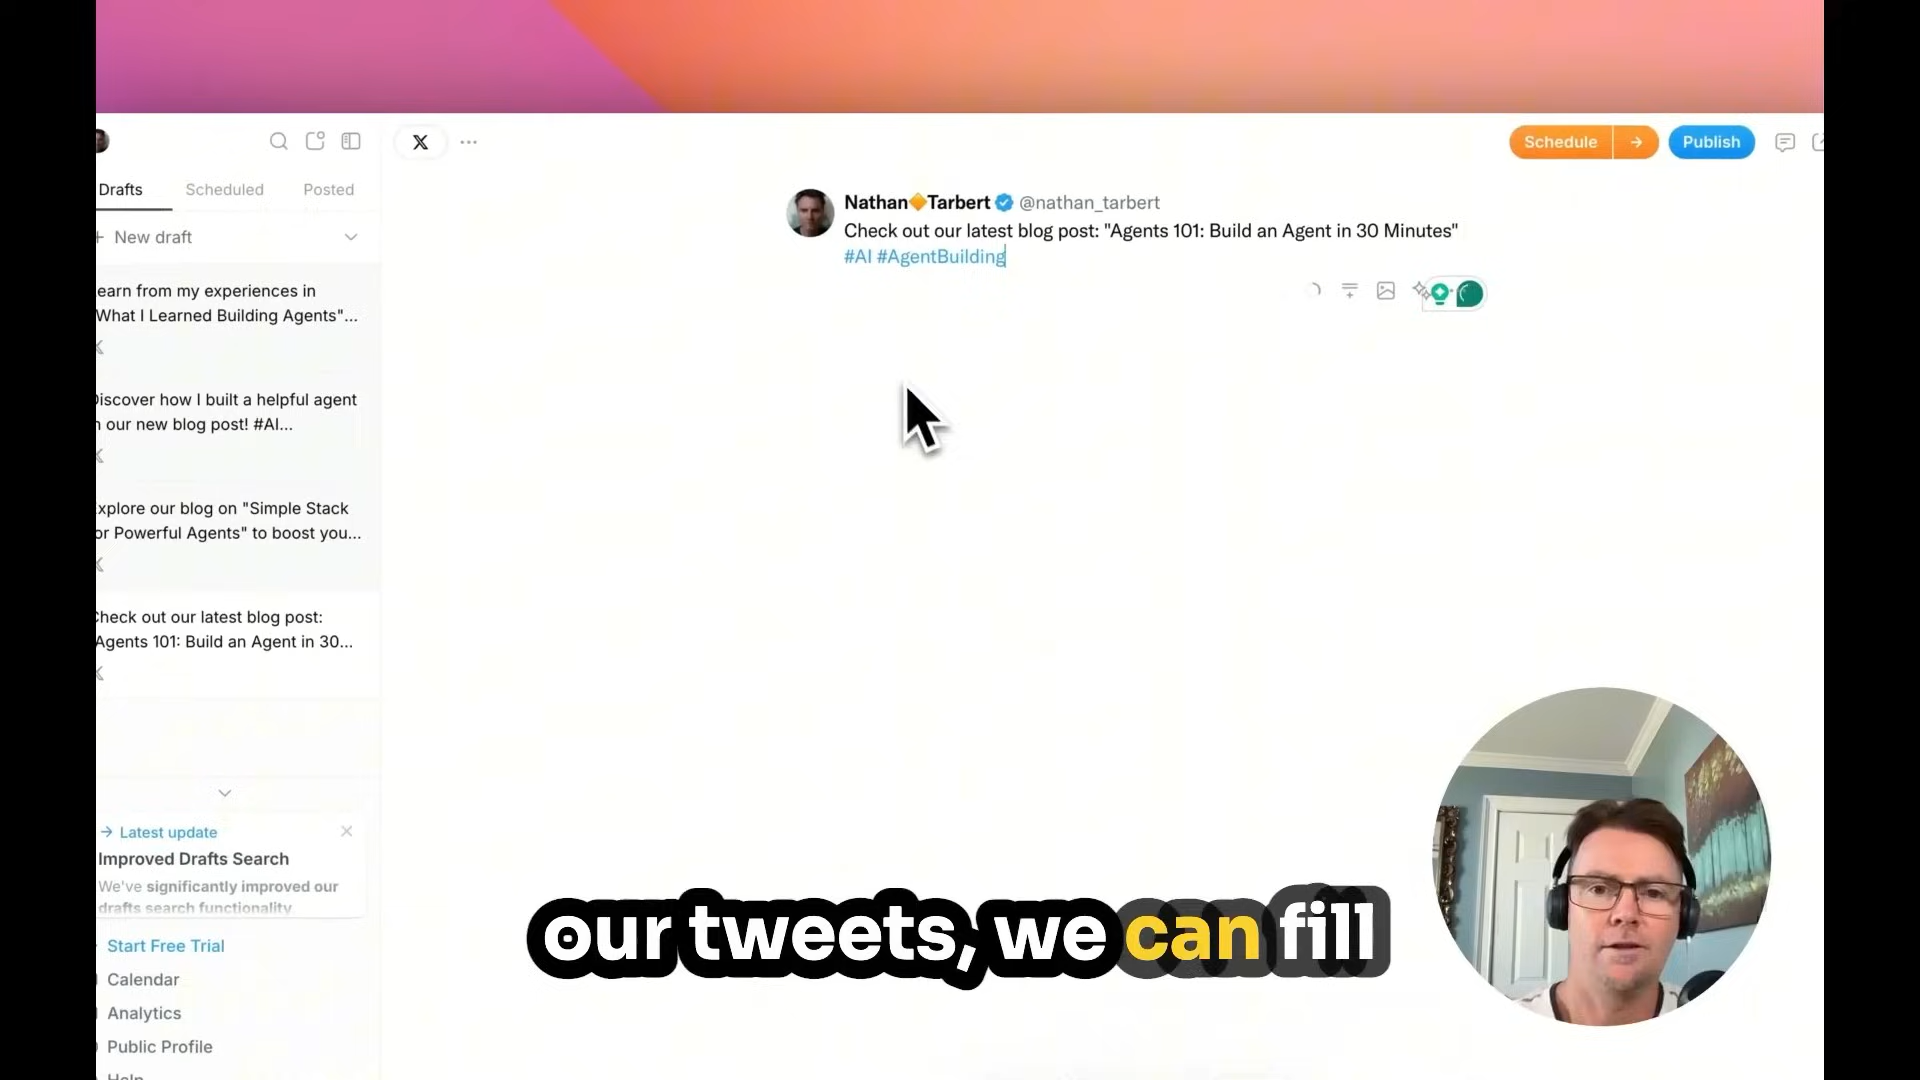 Drafts
Scheduled
Posted
New draft
earn from my experiences in
"What I Learned Building Agents"...
Discover how I built a helpful agent
our new blog post! #AI...
xplore our blog on "Simple Stack
or Powerful Agents" to boost you...
Check out our latest blog post:
Agents 101: Build an Agent in 30...
Latest update
Improved Drafts Search
We've significantly improved our
drafts search functionality
Start Free Trial
Calendar
Analytics
Public Profile
Help
X
Schedule
Publish
Nathan🔶Tarbert @nathan_tarbert
Check out our latest blog post: "Agents 101: Build an Agent in 30 Minutes"
#AI #AgentBuilding
our tweets, we can fill